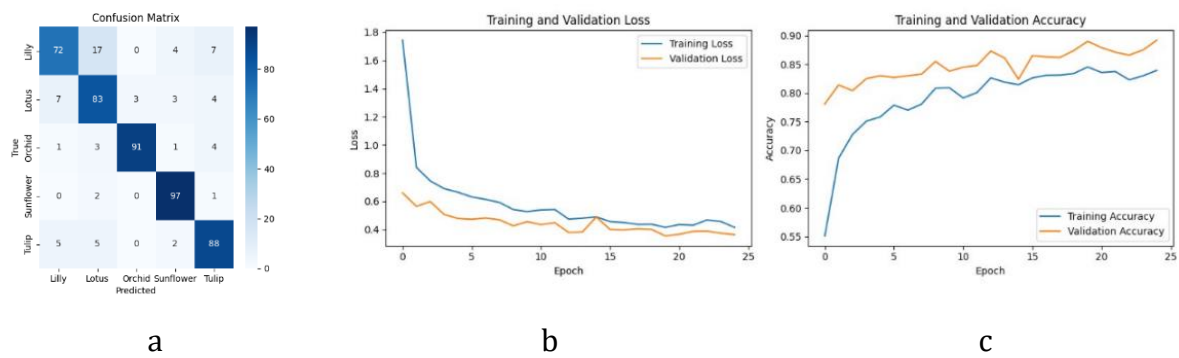 Confusion Matrix
Lilly 72 17 0 4 7
Lotus 7 83 3 3 4
Orchid 1 3 91 1 4
Sunflower 0 2 0 97 1
Tulip 5 5 0 2 88
True
Lilly Lotus Orchid Sunflower Tulip
Predicted
80
60
40
20
0
a
Training and Validation Loss
Training Loss
Validation Loss
1.8
1.6
1.4
1.2
1.0
0.8
0.6
0.4
Loss
0 5 10 15 20 25
Epoch
b
Training and Validation Accuracy
0.90
0.85
0.80
0.75
0.70
0.65
0.60
0.55
Accuracy
Training Accuracy
Validation Accuracy
0 5 10 15 20 25
Epoch
c